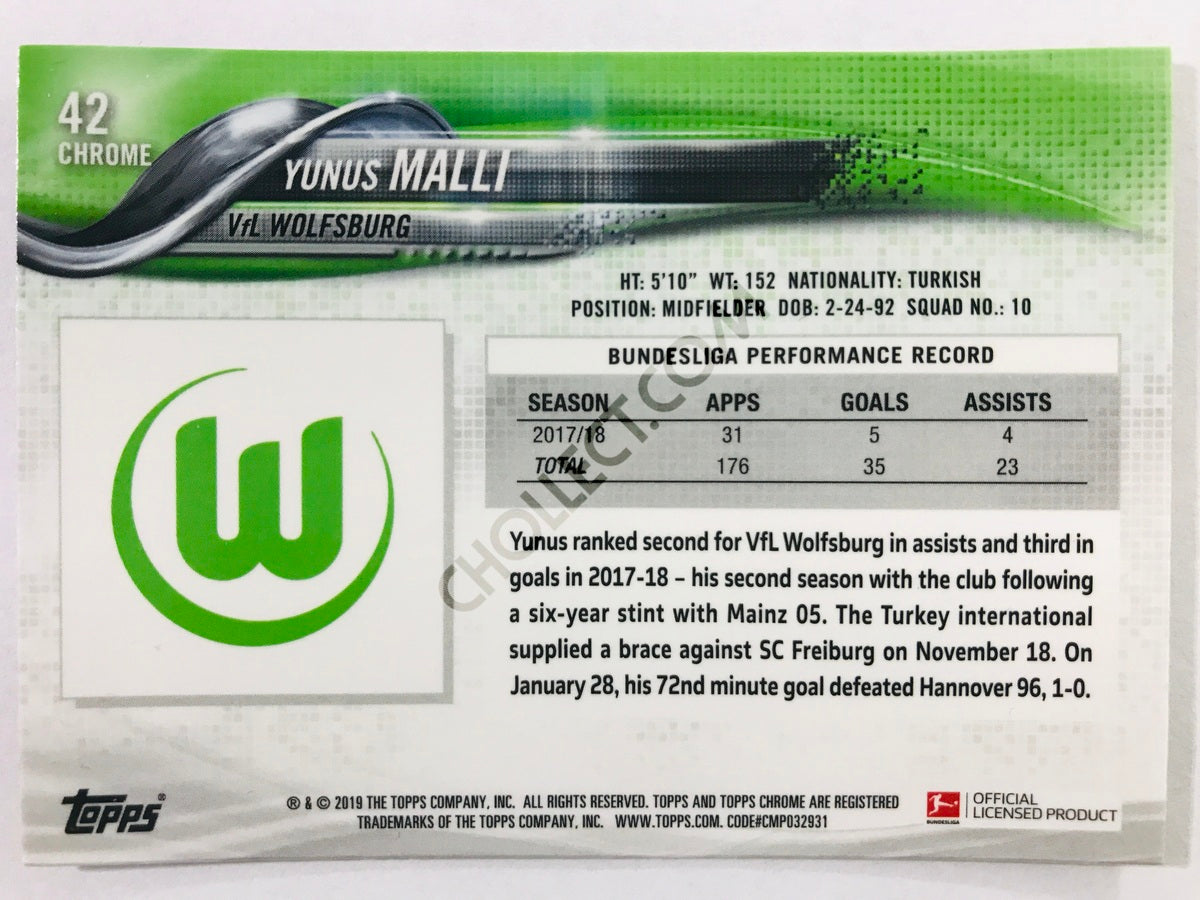 42
CHROME
YUNUS MALLI
VfL WOLFSBURG
HT: 5'10" WT: 152 NATIONALITY: TURKISH
POSITION: MIDFIELDER DOB: 2-24-92 SQUAD NO.: 10
BUNDESLIGA PERFORMANCE RECORD
SEASON APPS GOALS ASSISTS
2017/18 31 5 4
TOTAL 176 35 23
W
Yunus ranked second for VfL Wolfsburg in assists and third in
goals in 2017-18 – his second season with the club following
a six-year stint with Mainz 05. The Turkey international
supplied a brace against SC Freiburg on November 18. On
January 28, his 72nd minute goal defeated Hannover 96, 1-0.
CHOLLECT.COM
topps®
® & © 2019 THE TOPPS COMPANY, INC. ALL RIGHTS RESERVED. TOPPS AND TOPPS CHROME ARE REGISTERED
TRADEMARKS OF THE TOPPS COMPANY, INC. WWW.TOPPS.COM. CODE#CMP032931
BUNDESLIGA
OFFICIAL
LICENSED PRODUCT